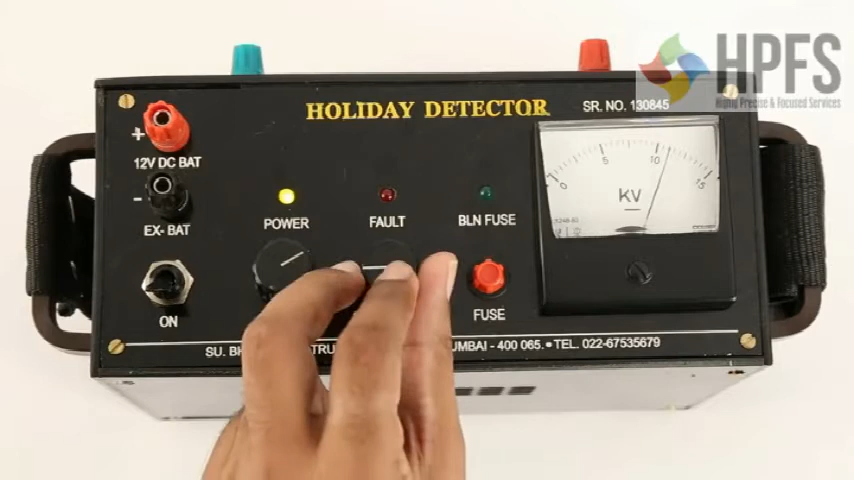 HPFS
Highly Precise & Focused Services
HOLIDAY DETECTOR
SR. NO. 130845
+
12V DC BAT
-
EX- BAT
ON
POWER
FAULT
BLN FUSE
FUSE
0 5 10 15
KV
SU. BH
TRU
UMBAI - 400 065. • TEL. 022-67535679